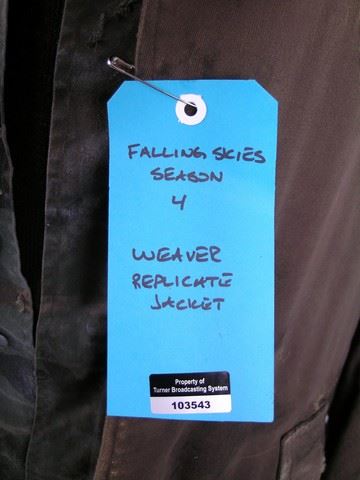 FALLING SKIES
SEASON
4
WEAVER
REPLICATE
JACKET
Property of
Turner Broadcasting System
103543